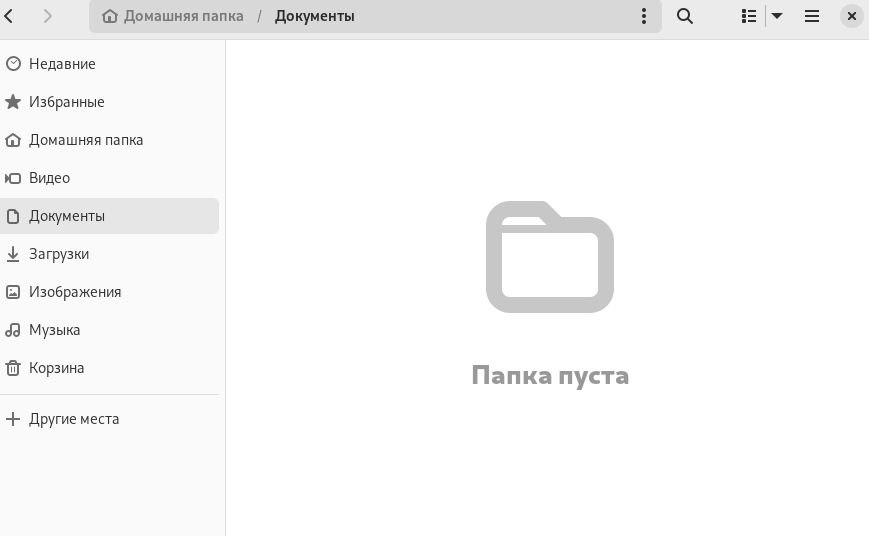 Домашняя папка / Документы
Недавние
Избранные
Домашняя папка
Видео
Документы
Загрузки
Изображения
Музыка
Корзина
Другие места
Папка пуста